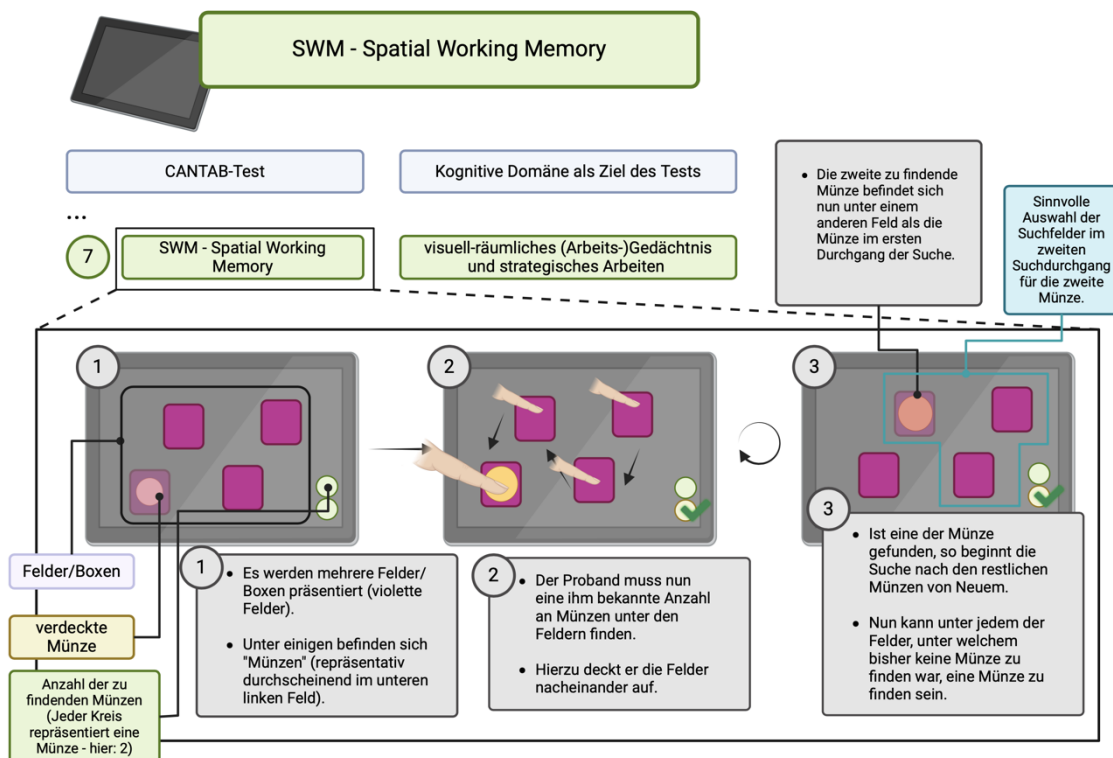 SWM - Spatial Working Memory
CANTAB-Test
Kognitive Domäne als Ziel des Tests
...
7
SWM - Spatial Working
Memory
visuell-räumliches (Arbeits-)Gedächtnis
und strategisches Arbeiten
• Die zweite zu findende
Münze befindet sich
nun unter einem
anderen Feld als die
Münze im ersten
Durchgang der Suche.
Sinnvolle
Auswahl der
Suchfelder im
zweiten
Suchdurchgang
für die zweite
Münze.
1
2
3
Felder/Boxen
verdeckte
Münze
Anzahl der zu
findenden Münzen
(Jeder Kreis
repräsentiert eine
Münze - hier: 2)
1
• Es werden mehrere Felder/
Boxen präsentiert (violette
Felder).
• Unter einigen befinden sich
"Münzen" (repräsentativ
durchscheinend im unteren
linken Feld).
2
• Der Proband muss nun
eine ihm bekannte Anzahl
an Münzen unter den
Feldern finden.
• Hierzu deckt er die Felder
nacheinander auf.
3
• Ist eine der Münze
gefunden, so beginnt die
Suche nach den restlichen
Münzen von Neuem.
• Nun kann unter jedem der
Felder, unter welchem
bisher keine Münze zu
finden war, eine Münze zu
finden sein.